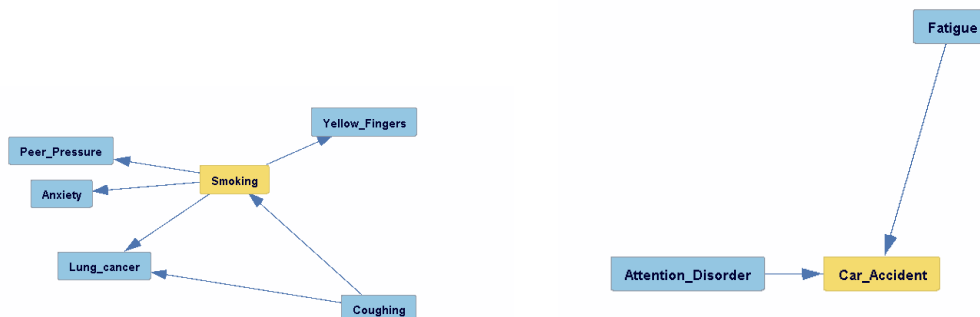 Fatigue
Yellow_Fingers
Peer_Pressure
Smoking
Anxiety
Lung_cancer
Coughing
Attention_Disorder
Car_Accident